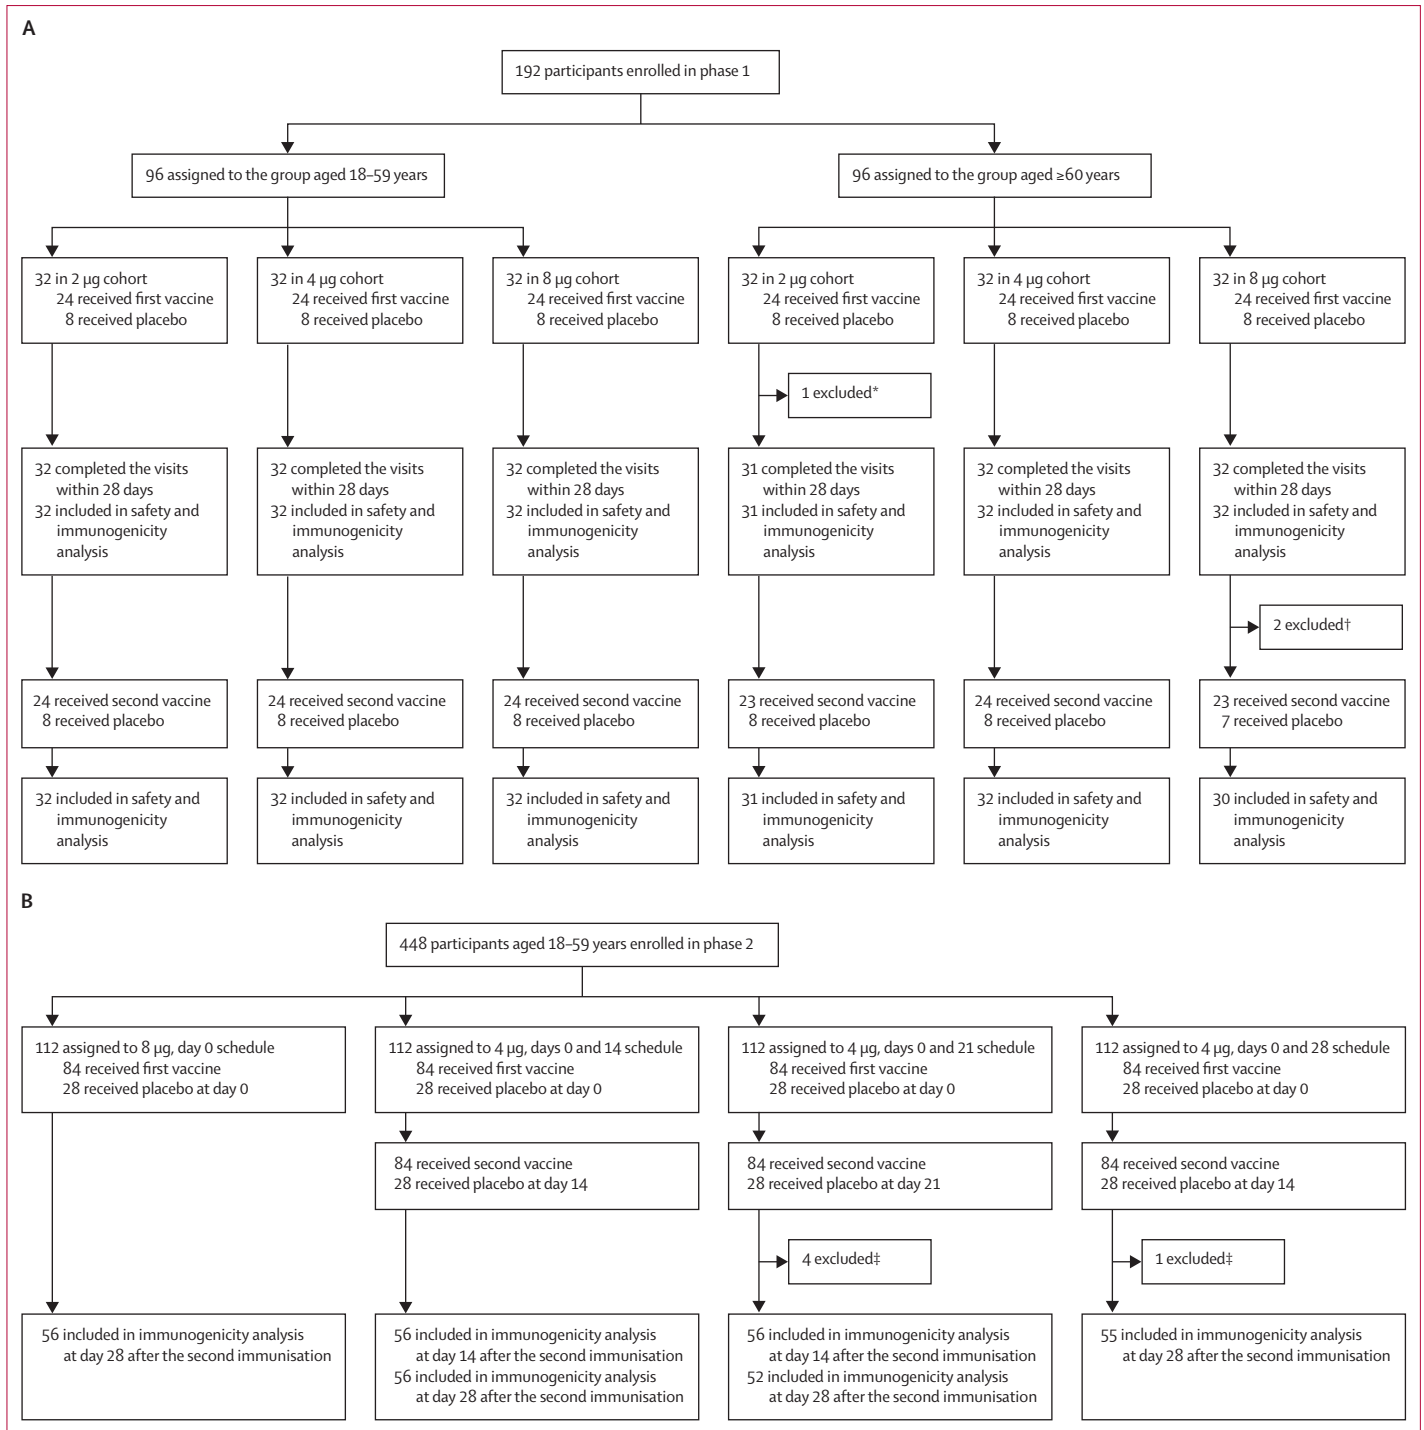 A
192 participants enrolled in phase 1
96 assigned to the group aged 18–59 years
96 assigned to the group aged ≥60 years
32 in 2 µg cohort
24 received first vaccine
8 received placebo
32 in 4 µg cohort
24 received first vaccine
8 received placebo
32 in 8 µg cohort
24 received first vaccine
8 received placebo
32 in 2 µg cohort
24 received first vaccine
8 received placebo
32 in 4 µg cohort
24 received first vaccine
8 received placebo
32 in 8 µg cohort
24 received first vaccine
8 received placebo
1 excluded*
32 completed the visits
within 28 days
32 included in safety and
immunogenicity
analysis
32 completed the visits
within 28 days
32 included in safety and
immunogenicity
analysis
32 completed the visits
within 28 days
32 included in safety and
immunogenicity
analysis
31 completed the visits
within 28 days
31 included in safety and
immunogenicity
analysis
32 completed the visits
within 28 days
32 included in safety and
immunogenicity
analysis
32 completed the visits
within 28 days
32 included in safety and
immunogenicity
analysis
2 excluded†
24 received second vaccine
8 received placebo
24 received second vaccine
8 received placebo
24 received second vaccine
8 received placebo
23 received second vaccine
8 received placebo
24 received second vaccine
8 received placebo
23 received second vaccine
7 received placebo
32 included in safety and
immunogenicity
analysis
32 included in safety and
immunogenicity
analysis
32 included in safety and
immunogenicity
analysis
31 included in safety and
immunogenicity
analysis
32 included in safety and
immunogenicity
analysis
30 included in safety and
immunogenicity
analysis
B
448 participants aged 18–59 years enrolled in phase 2
112 assigned to 8 µg, day 0 schedule
84 received first vaccine
28 received placebo at day 0
112 assigned to 4 µg, days 0 and 14 schedule
84 received first vaccine
28 received placebo at day 0
112 assigned to 4 µg, days 0 and 21 schedule
84 received first vaccine
28 received placebo at day 0
112 assigned to 4 µg, days 0 and 28 schedule
84 received first vaccine
28 received placebo at day 0
84 received second vaccine
28 received placebo at day 14
84 received second vaccine
28 received placebo at day 21
84 received second vaccine
28 received placebo at day 14
4 excluded‡
1 excluded‡
56 included in immunogenicity analysis
at day 28 after the second immunisation
56 included in immunogenicity analysis
at day 14 after the second immunisation
56 included in immunogenicity analysis
at day 28 after the second immunisation
56 included in immunogenicity analysis
at day 14 after the second immunisation
52 included in immunogenicity analysis
at day 28 after the second immunisation
55 included in immunogenicity analysis
at day 28 after the second immunisation